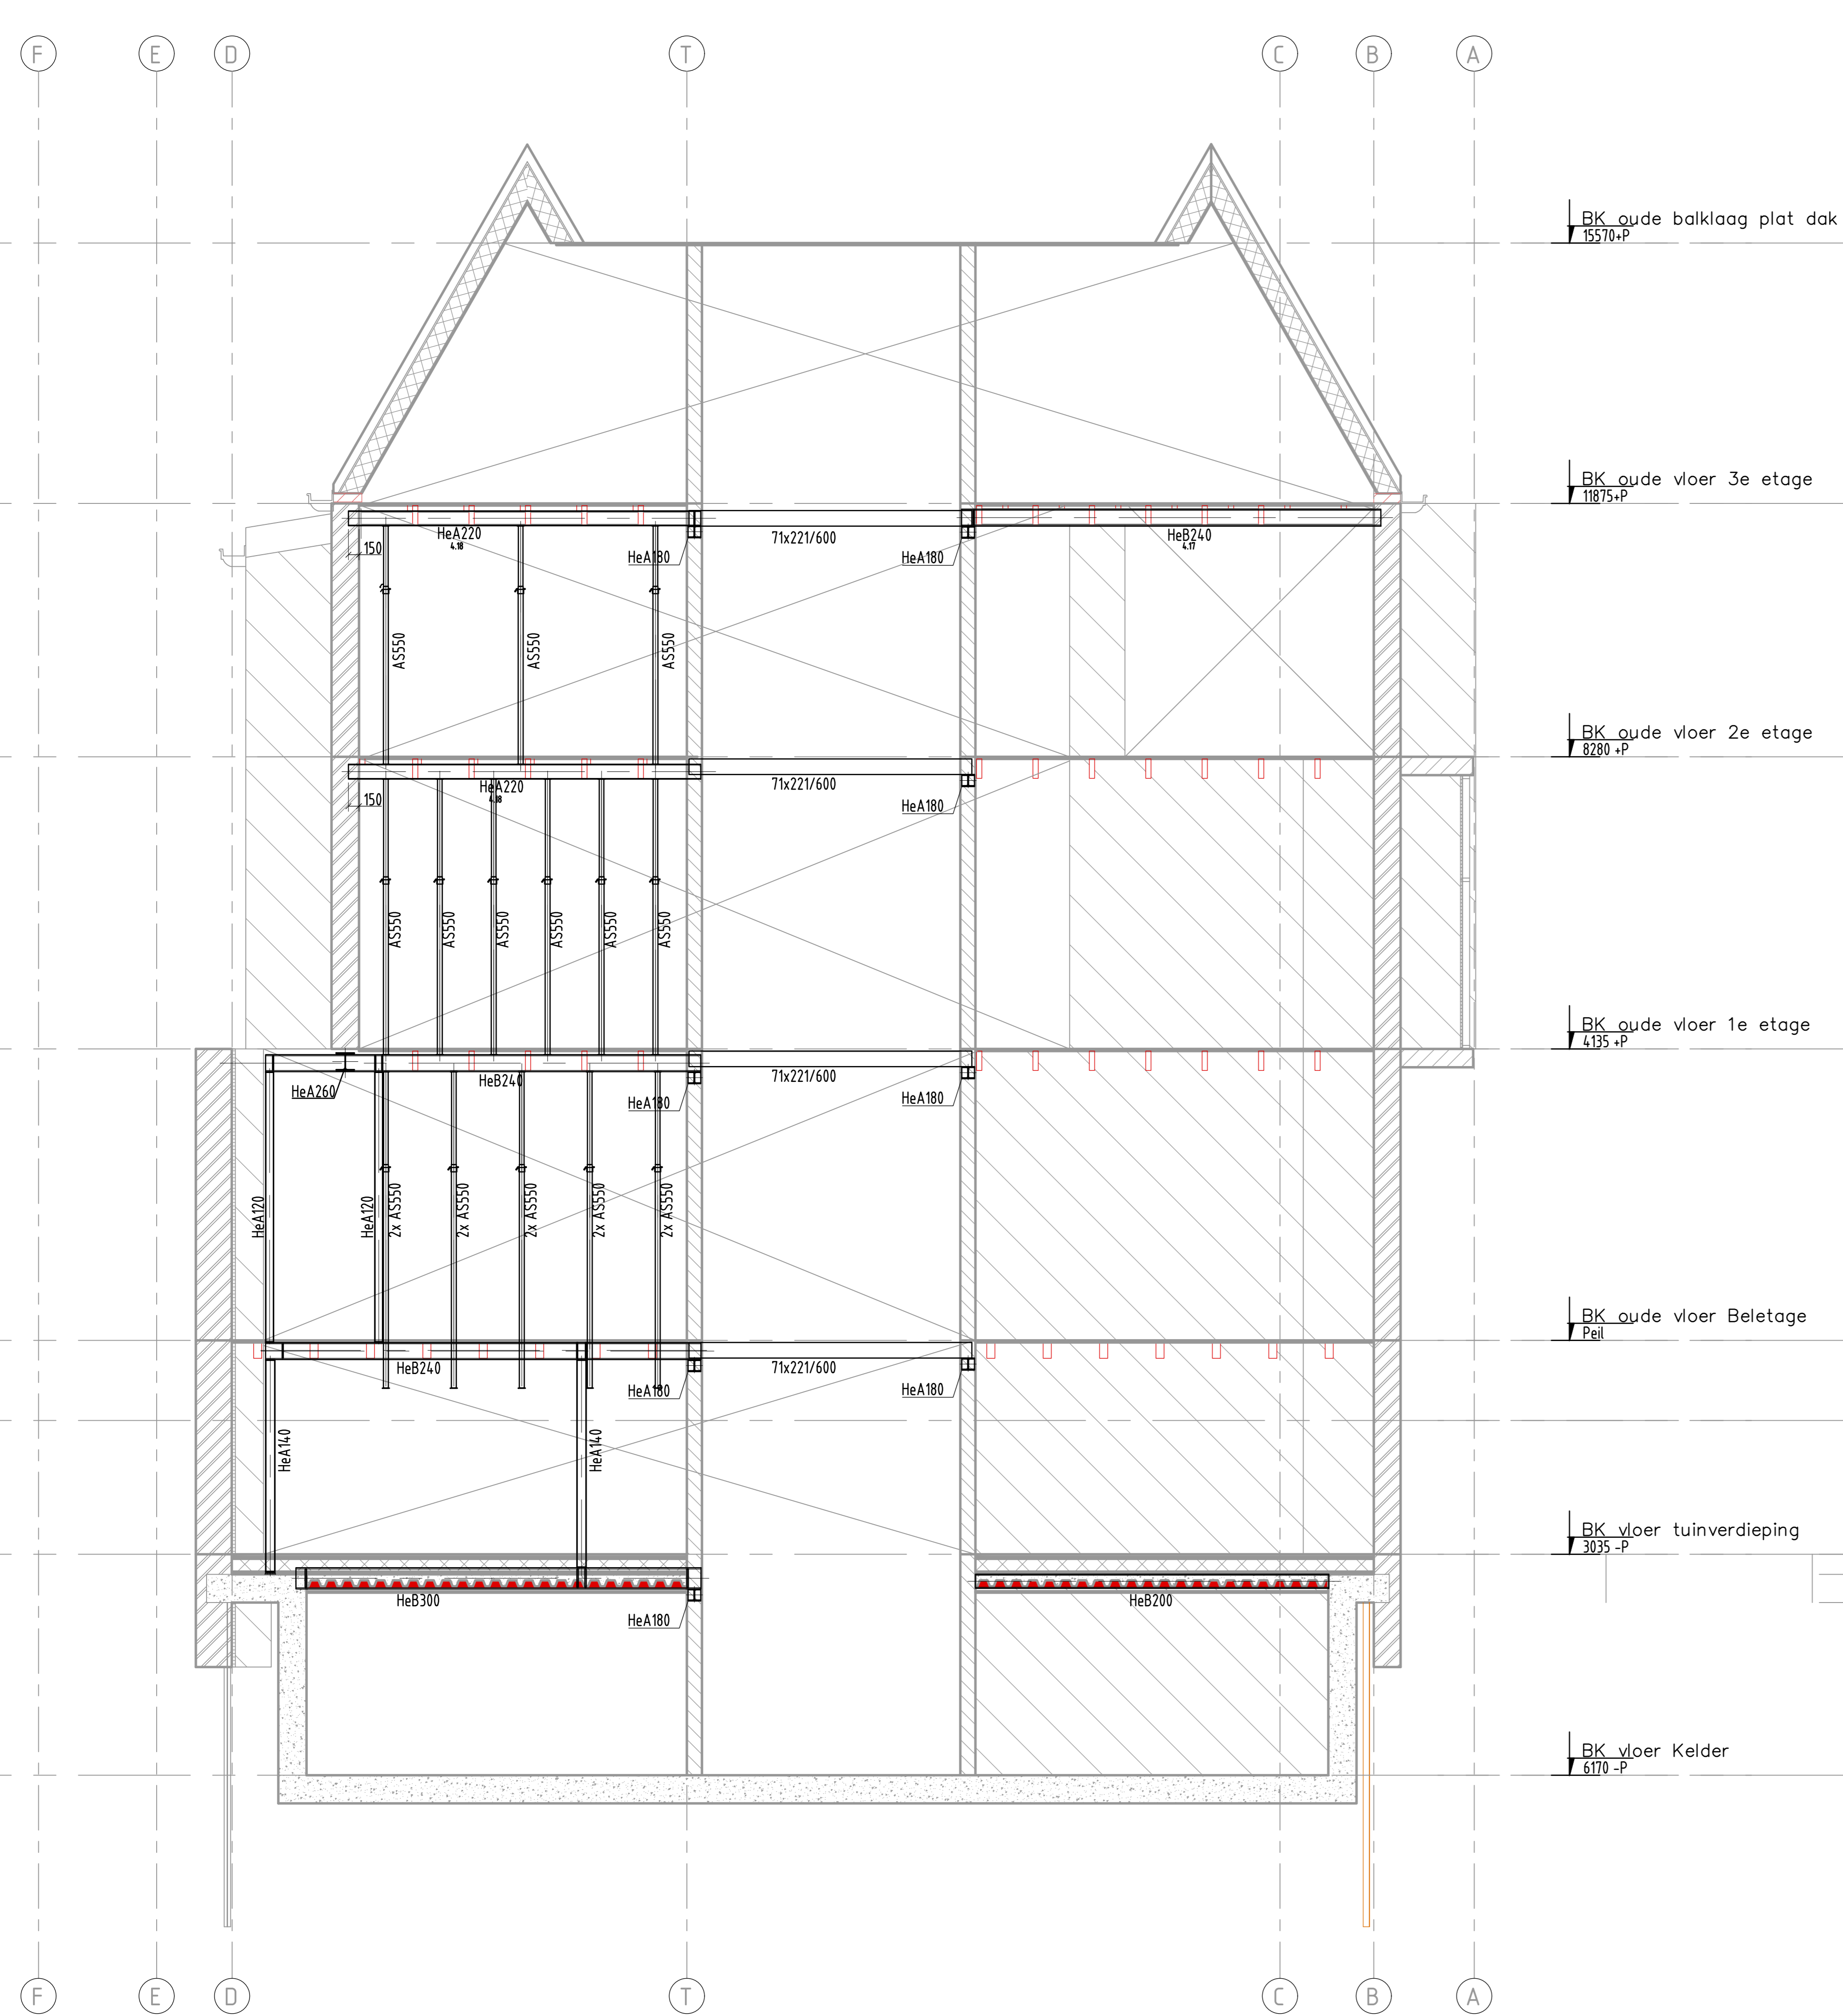 F E D T C B A
BK oude balklaag plat dak
15570+P
BK oude vloer 3e etage
11875+P
HeA220
4.18
150
HeA180
71x221/600
HeA180
HeB240
4.17
AS550 AS550 AS550
BK oude vloer 2e etage
8280 +P
HeA220
150
71x221/600
HeA180
AS550 AS550 AS550 AS550 AS550 AS550
BK oude vloer 1e etage
4135 +P
HeA260
HeB240
HeA180
71x221/600
HeA180
HeA120 HeA120 2x AS550 2x AS550 2x AS550 2x AS550 2x AS550
BK oude vloer Beletage
Peil
HeB240
HeA180
71x221/600
HeA180
HeA140 HeA140
BK vloer tuinverdieping
3035 -P
HeB300
HeA180
HeB200
BK vloer Kelder
6170 -P
F E D T C B A